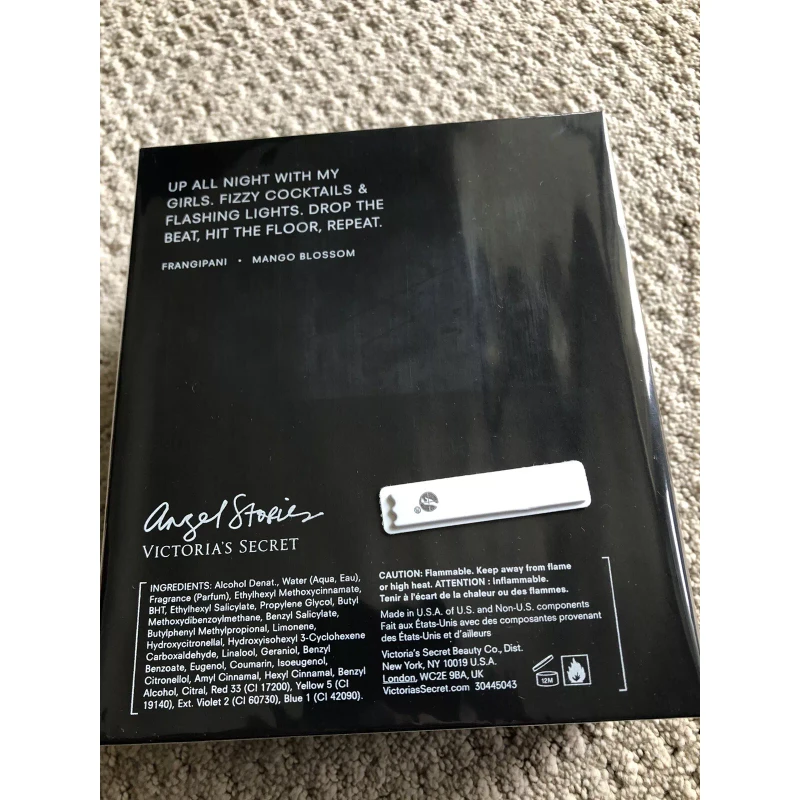 UP ALL NIGHT WITH MY
GIRLS. FIZZY COCKTAILS &
FLASHING LIGHTS. DROP THE
BEAT, HIT THE FLOOR, REPEAT.
FRANGIPANI • MANGO BLOSSOM
Angel Stories
VICTORIA'S SECRET
INGREDIENTS: Alcohol Denat., Water (Aqua, Eau),
Fragrance (Parfum), Ethylhexyl Methoxycinnamate,
BHT, Ethylhexyl Salicylate, Propylene Glycol, Butyl
Methoxydibenzoylmethane, Benzyl Salicylate,
Butylphenyl Methylpropional, Limonene,
Hydroxycitronellal, Hydroxyisohexyl 3-Cyclohexene
Carboxaldehyde, Linalool, Geraniol, Benzyl
Benzoate, Eugenol, Coumarin, Isoeugenol,
Citronellol, Amyl Cinnamal, Hexyl Cinnamal, Benzyl
Alcohol, Citral, Red 33 (CI 17200), Yellow 5 (CI
19140), Ext. Violet 2 (CI 60730), Blue 1 (CI 42090).
CAUTION: Flammable. Keep away from flame
or high heat. ATTENTION : Inflammable.
Tenir à l'écart de la chaleur ou des flammes.
Made in U.S.A. of U.S. and Non-U.S. components
Fait aux États-Unis avec des composantes provenant
des États-Unis et d'ailleurs
Victoria's Secret Beauty Co., Dist.
New York, NY 10019 U.S.A.
London, WC2E 9BA, UK
VictoriasSecret.com 30445043
12M
®